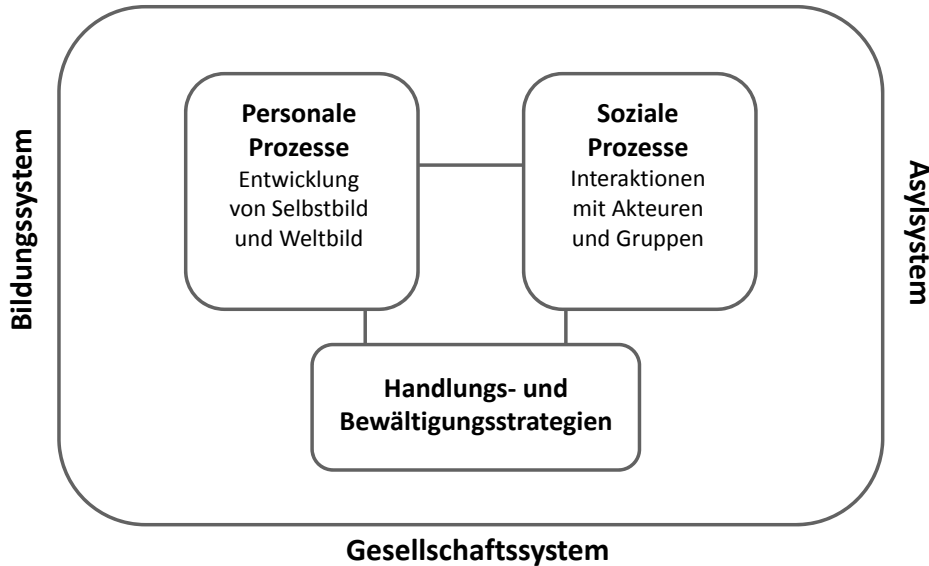 Personale
Prozesse
Entwicklung
von Selbstbild
und Weltbild
Soziale
Prozesse
Interaktionen
mit Akteuren
und Gruppen
Bildungssystem
Asylsystem
Handlungs- und
Bewältigungsstrategien
Gesellschaftssystem